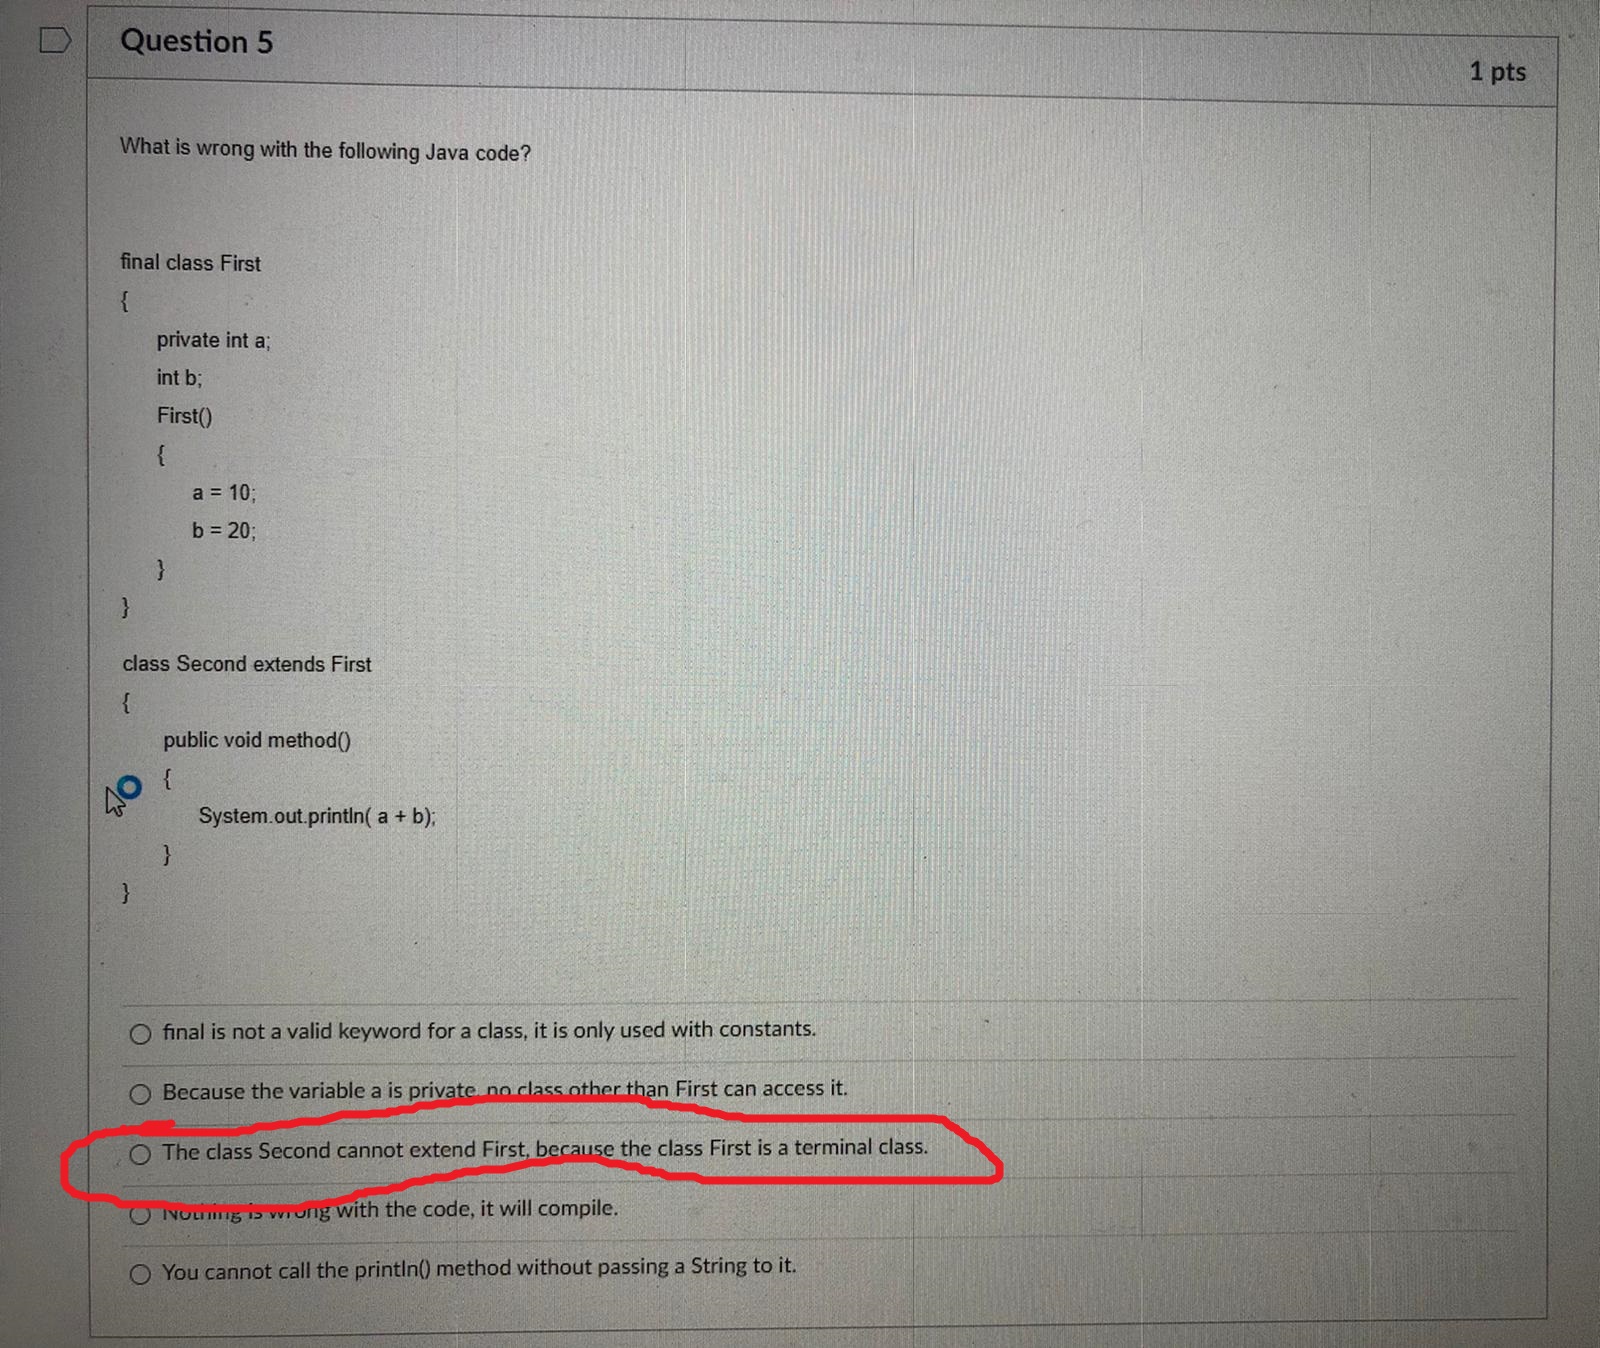 Question 5
1 pts
What is wrong with the following Java code?
final class First
{
private int a;
int b;
First()
{
a = 10;
b = 20;
}
}
class Second extends First
{
public void method()
{
System.out.println( a + b);
}
}
final is not a valid keyword for a class, it is only used with constants.
Because the variable a is private, no class other than First can access it.
The class Second cannot extend First, because the class First is a terminal class.
Nothing is wrong with the code, it will compile.
You cannot call the println() method without passing a String to it.